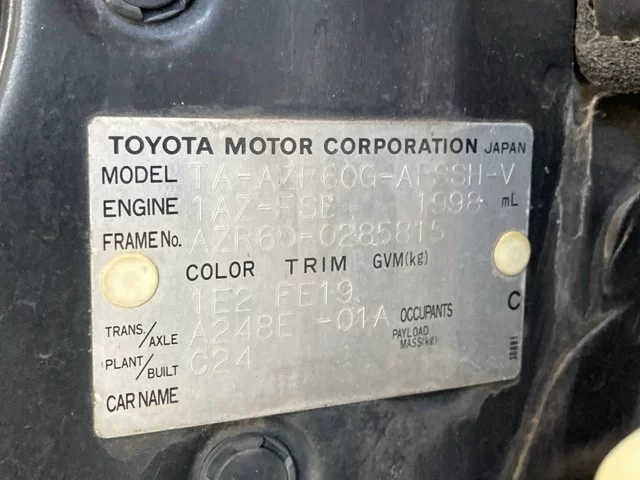 TOYOTA MOTOR CORPORATION JAPAN
MODEL TA-AZR60G-AFSSH-V
ENGINE 1AZ-FSE 1998 mL
FRAME No. AZR60-0285815
COLOR TRIM GVM(kg)
1E2 FE19
C
TRANS./AXLE A248E -01A OCCUPANTS
PLANT/BUILT C24 PAYLOAD MASS(kg)
CAR NAME